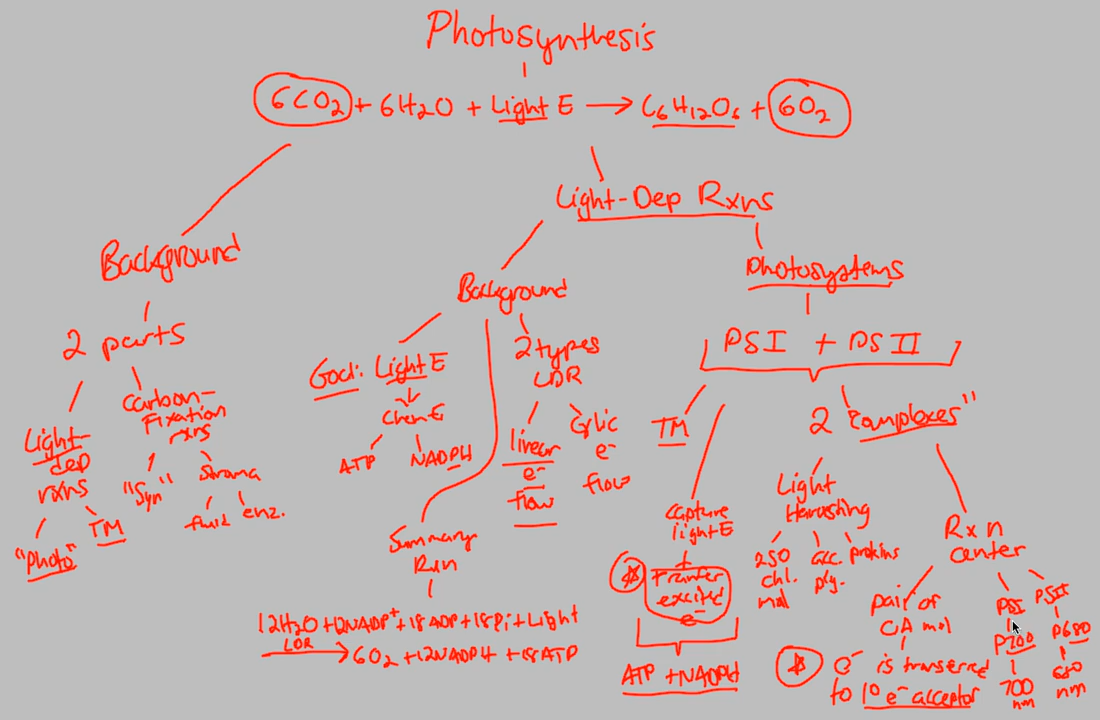 Photosynthesis
6CO2 + 6H2O + Light E → C6H12O6 + 6O2
Background
2 parts
Light-
dep
rxns
"Photo"
TM
Carbon-
Fixation
rxns
"Syn"
Stroma
fluid
enz.
Light-Dep Rxns
Background
Goal: Light E
↓
Chem E
ATP
NADPH
Summary
Rxn
12H2O + 12NADP+ + 18ADP + 18Pi + Light
LDR
→ 6O2 + 12NADPH + 18ATP
2 types
LDR
linear
e-
flow
Cylic
e-
flow
Photosystems
PSI + PSII
TM
capture
light E
+
Tranfer
excited
e-
ATP + NADPH
2 "complexes"
Light
Harvesting
250
chl.
mol
acc.
pig.
proteins
Rxn
center
pair of
CA mol
e- is transferred
to 1° e- acceptor
PSI
P700
700
nm
PSII
P680
680
nm